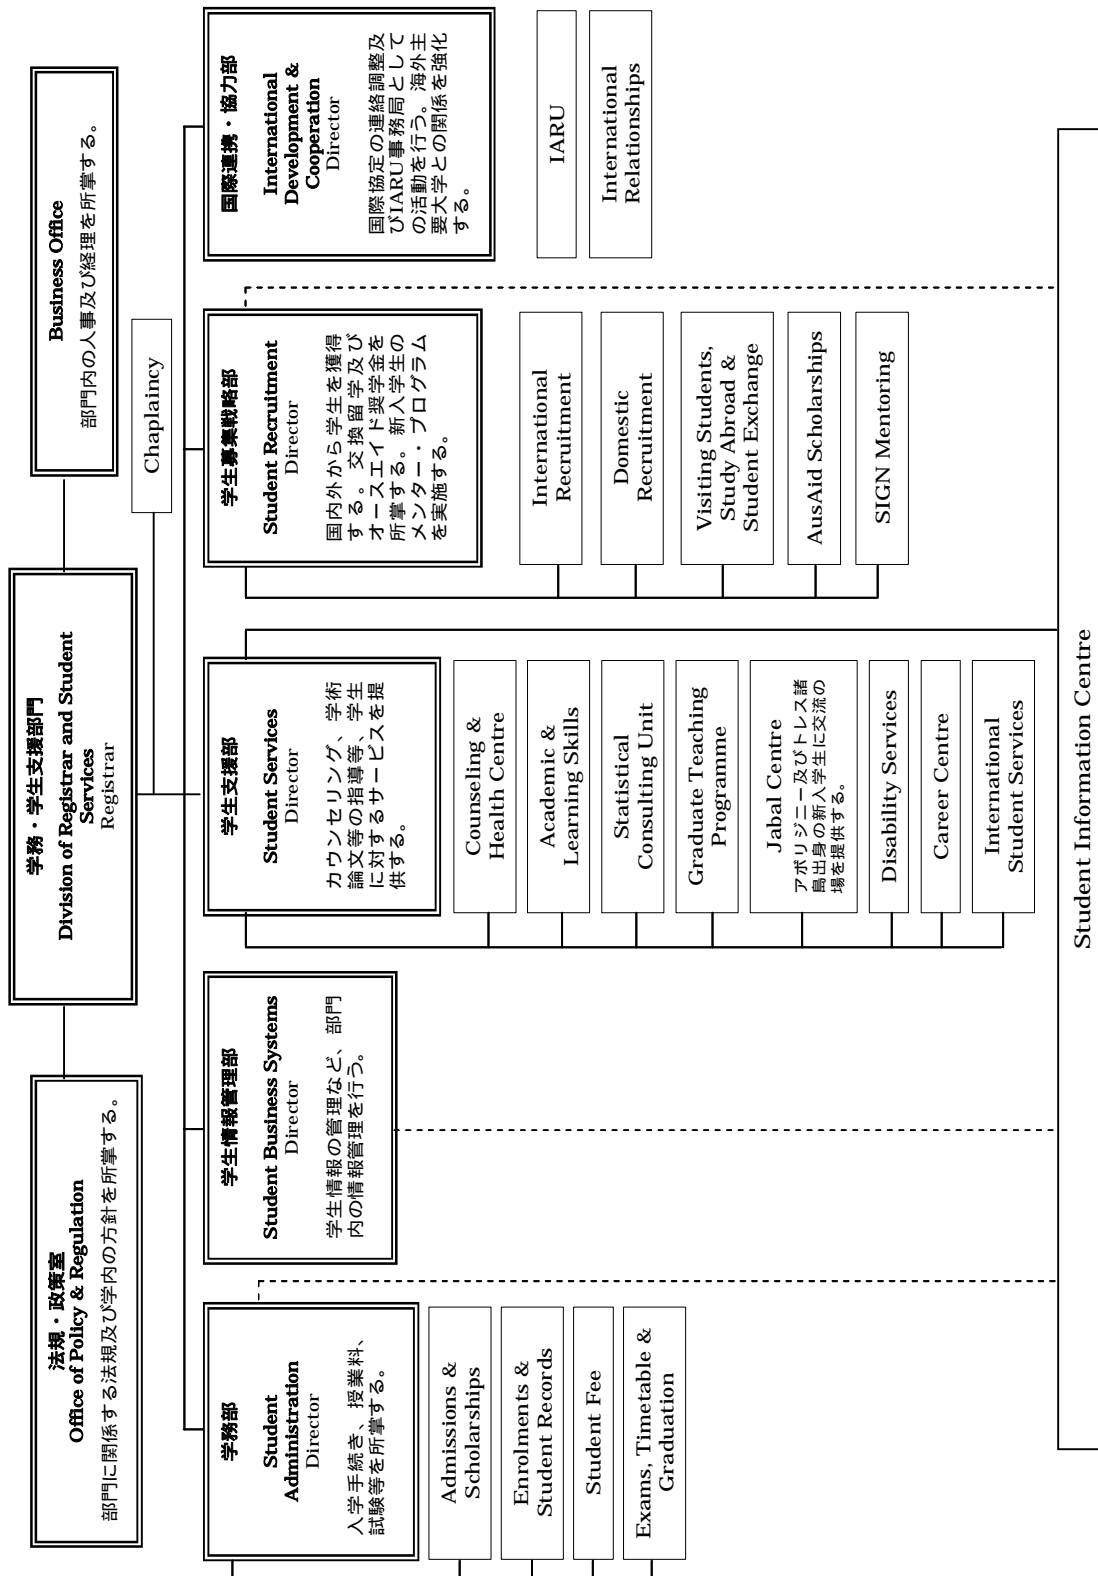 法規・政策室
Office of Policy & Regulation
部門に関係する法規及び学内の方針を所掌する。
学務・学生支援部門
Division of Registrar and Student
Services
Registrar
Business Office
部門内の人事及び経理を所掌する。
Chaplaincy
学務部
Student
Administration
Director
入学手続き、授業料、
試験等を所掌する。
Admissions &
Scholarships
Enrolments &
Student Records
Student Fee
Exams, Timetable &
Graduation
学生情報管理部
Student Business Systems
Director
学生情報の管理など、部門
内の情報管理を行う。
学生支援部
Student Services
Director
カウンセリング、学術
論文等の指導等、学生
に対するサービスを提
供する。
Counseling &
Health Centre
Academic &
Learning Skills
Statistical
Consulting Unit
Graduate Teaching
Programme
Jabal Centre
アボリジニー及びトレス諸
島出身の新入学生に交流の
場を提供する。
Disability Services
Career Centre
International
Student Services
学生募集戦略部
Student Recruitment
Director
国内外から学生を獲得
する。交換留学及び
オースエイド奨学金を
所掌する。新入学生の
メンター・プログラム
を実施する。
International
Recruitment
Domestic
Recruitment
Visiting Students,
Study Abroad &
Student Exchange
AusAid Scholarships
SIGN Mentoring
国際連携・協力部
International
Development &
Cooperation
Director
国際協定の連絡調整及
びIARU事務局として
の活動を行う。海外主
要大学との関係を強化
する。
IARU
International
Relationships
Student Information Centre